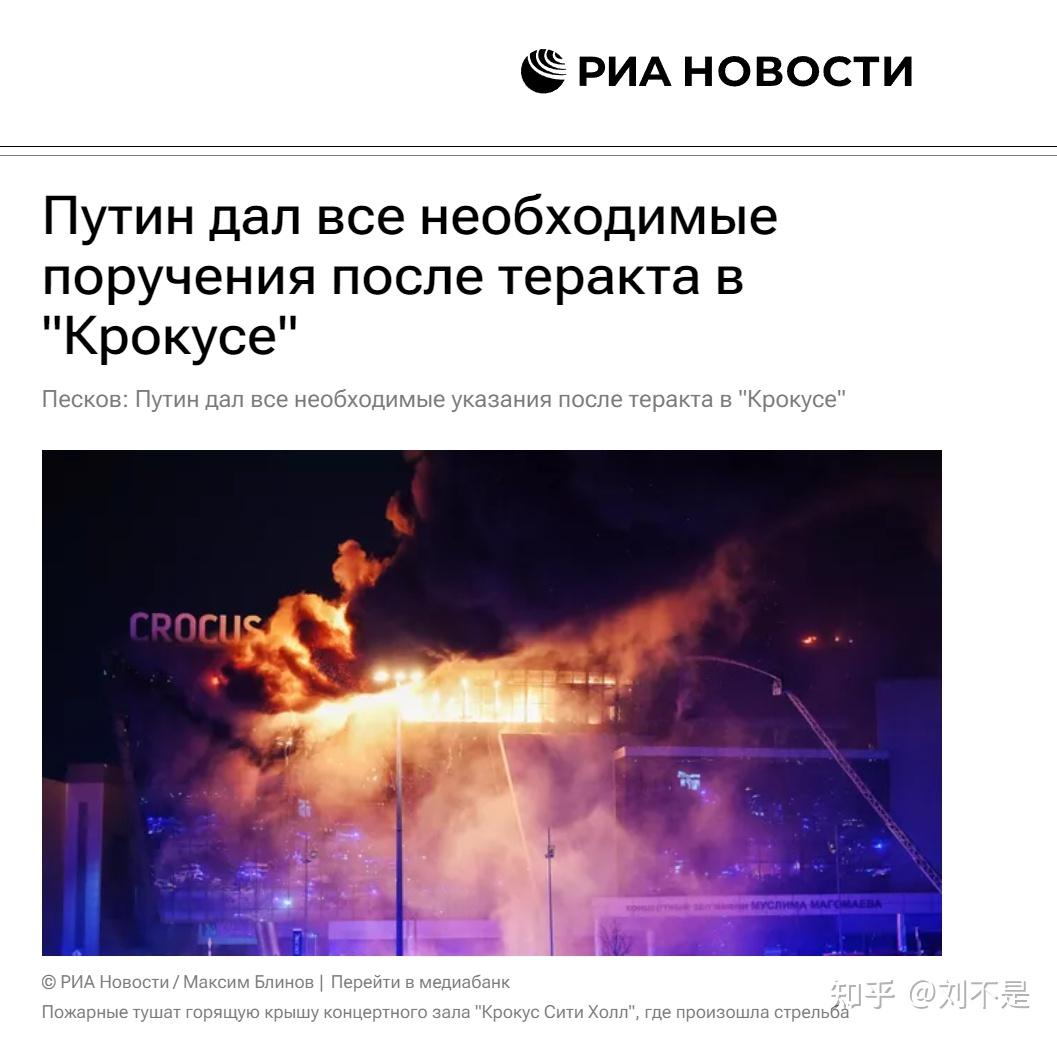 РИА НОВОСТИ
Путин дал все необходимые
поручения после теракта в
"Крокусе"
Песков: Путин дал все необходимые указания после теракта в "Крокусе"
CROCUS
КОНЦЕРТНЫЙ ЗАЛ ИМЕНИ МУСЛИМА МАГОМАЕВА
© РИА Новости / Максим Блинов | Перейти в медиабанк
Пожарные тушат горящую крышу концертного зала "Крокус Сити Холл", где произошла стрельба
知乎 @刘不是